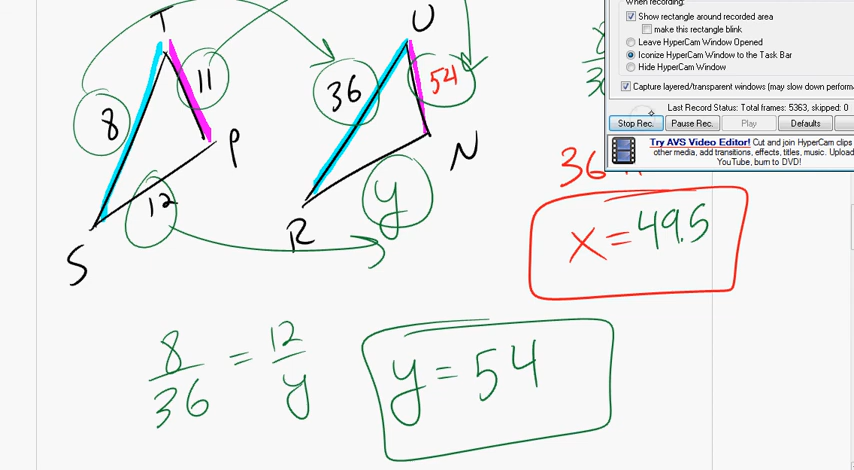 T
U
11
36
54
8
P
N
12
y
S
R
36
x = 49.5
8/36 = 12/y
y = 54
When recording:
Show rectangle around recorded area
make this rectangle blink
Leave HyperCam Window Opened
Iconize HyperCam Window to the Task Bar
Hide HyperCam Window
Capture layered/transparent windows (may slow down
Last Record Status: Total frames: 5363, skipped: 0
Stop Rec.
Pause Rec.
Play
Defaults
Try AVS Video Editor! Cut and join HyperCam clips
other media, add transitions, effects, titles, music. Upload
YouTube, burn to DVD!